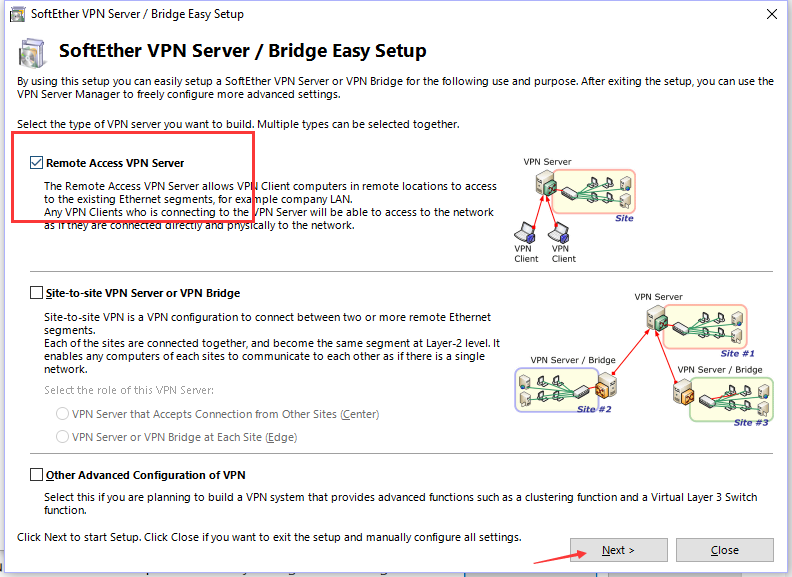 SoftEther VPN Server / Bridge Easy Setup
SoftEther VPN Server / Bridge Easy Setup
By using this setup you can easily setup a SoftEther VPN Server or VPN Bridge for the following use and purpose. After exiting the setup, you can use the
VPN Server Manager to freely configure more advanced settings.
Select the type of VPN server you want to build. Multiple types can be selected together.
Remote Access VPN Server
The Remote Access VPN Server allows VPN Client computers in remote locations to access
to the existing Ethernet segments, for example company LAN.
Any VPN Clients who is connecting to the VPN Server will be able to access to the network
as if they are connected directly and physically to the network.
VPN Server
Site
VPN
Client
VPN
Client
Site-to-site VPN Server or VPN Bridge
Site-to-site VPN is a VPN configuration to connect between two or more remote Ethernet
segments.
Each of the sites are connected together, and become the same segment at Layer-2 level. It
enables any computers of each sites to communicate to each other as if there is a single
network.
Select the role of this VPN Server:
VPN Server that Accepts Connection from Other Sites (Center)
VPN Server or VPN Bridge at Each Site (Edge)
VPN Server
Site #1
VPN Server / Bridge
Site #2
VPN Server / Bridge
Site #3
Other Advanced Configuration of VPN
Select this if you are planning to build a VPN system that provides advanced functions such as a clustering function and a Virtual Layer 3 Switch
function.
Click Next to start Setup. Click Close if you want to exit the setup and manually configure all settings.
Next >
Close